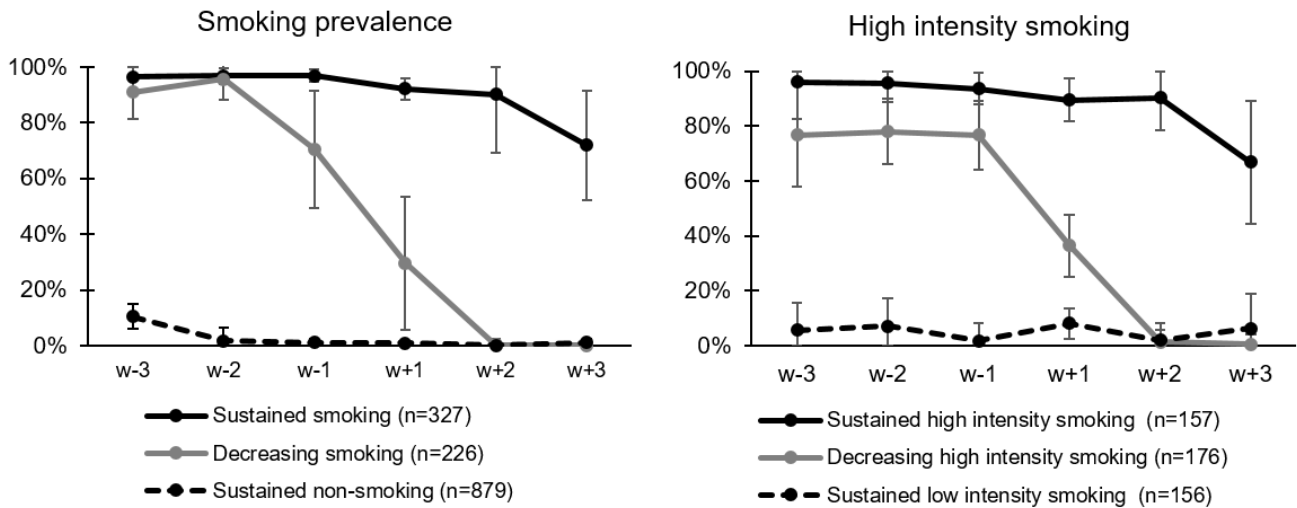 Smoking prevalence
100%
80%
60%
40%
20%
0%
w-3 w-2 w-1 w+1 w+2 w+3
Sustained smoking (n=327)
Decreasing smoking (n=226)
Sustained non-smoking (n=879)
High intensity smoking
100%
80%
60%
40%
20%
0%
w-3 w-2 w-1 w+1 w+2 w+3
Sustained high intensity smoking (n=157)
Decreasing high intensity smoking (n=176)
Sustained low intensity smoking (n=156)